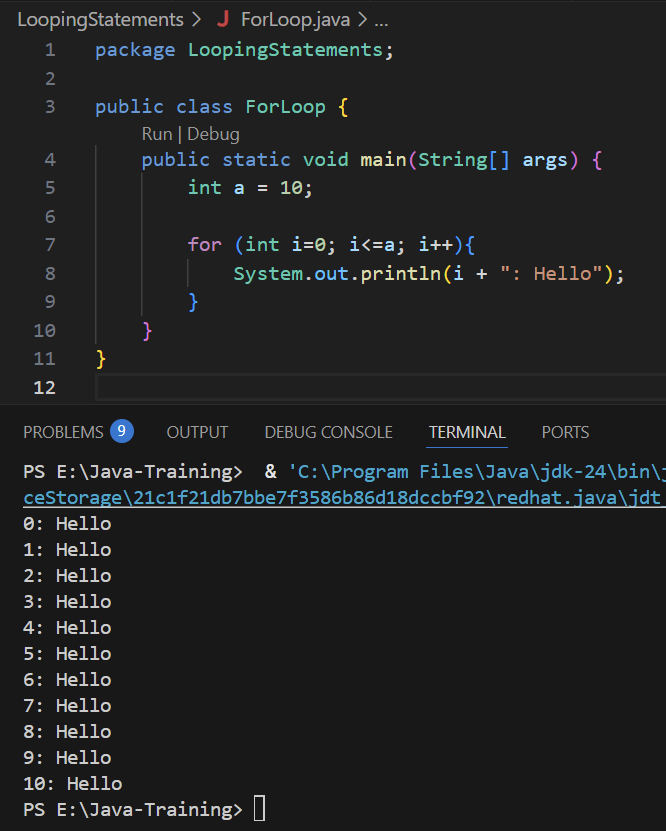 LoopingStatements > J ForLoop.java > ...
1 package LoopingStatements;
2
3 public class ForLoop {
Run | Debug
4 public static void main(String[] args) {
5 int a = 10;
6
7 for (int i=0; i<=a; i++){
8 System.out.println(i + ": Hello");
9 }
10 }
11 }
12
PROBLEMS 9 OUTPUT DEBUG CONSOLE TERMINAL PORTS
PS E:\Java-Training> & 'C:\Program Files\Java\jdk-24\bin\j
ceStorage\21c1f21db7bbe7f3586b86d18dccbf92\redhat.java\jdt_
0: Hello
1: Hello
2: Hello
3: Hello
4: Hello
5: Hello
6: Hello
7: Hello
8: Hello
9: Hello
10: Hello
PS E:\Java-Training>